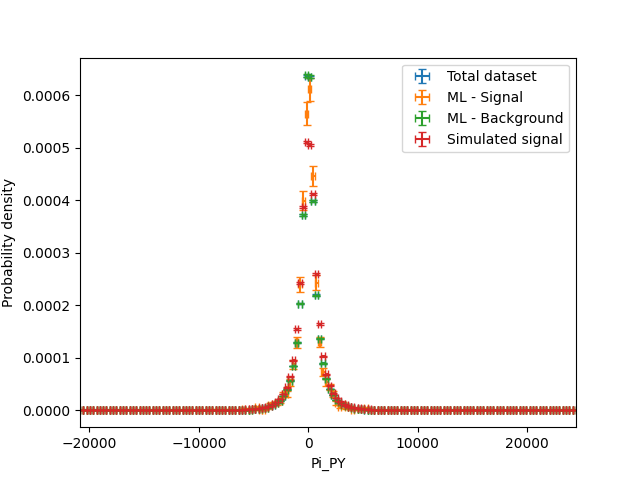 Total dataset
ML - Signal
ML - Background
Simulated signal
Probability density
0.0006
0.0005
0.0004
0.0003
0.0002
0.0001
0.0000
−20000 −10000 0 10000 20000
Pi_PY